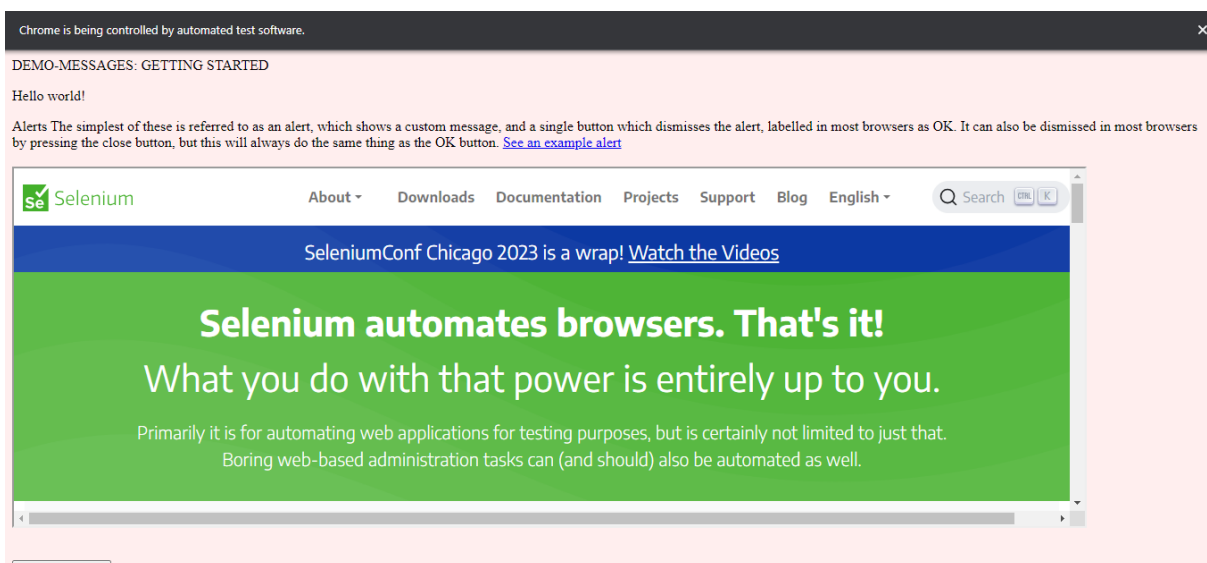 Chrome is being controlled by automated test software.
DEMO-MESSAGES: GETTING STARTED
Hello world!
Alerts The simplest of these is referred to as an alert, which shows a custom message, and a single button which dismisses the alert, labelled in most browsers as OK. It can also be dismissed in most browsers
by pressing the close button, but this will always do the same thing as the OK button. See an example alert
Se Selenium About Downloads Documentation Projects Support Blog English Search CTRL K
SeleniumConf Chicago 2023 is a wrap! Watch the Videos
Selenium automates browsers. That's it!
What you do with that power is entirely up to you.
Primarily it is for automating web applications for testing purposes, but is certainly not limited to just that.
Boring web-based administration tasks can (and should) also be automated as well.